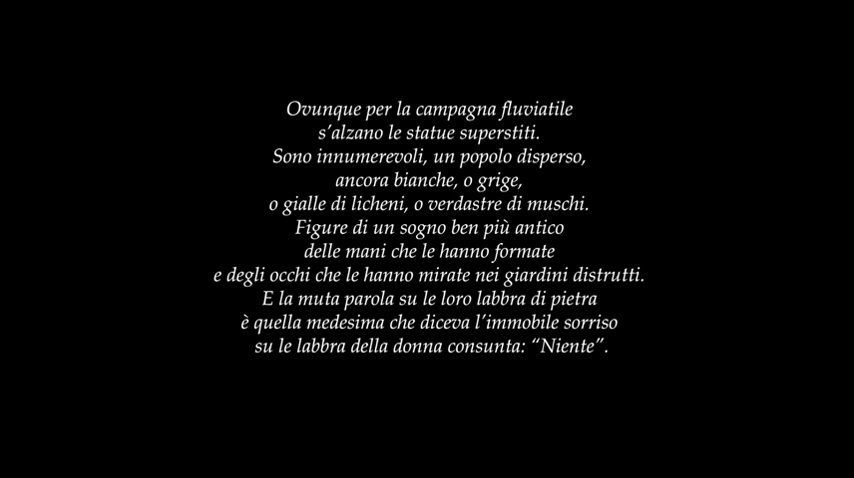 Ovunque per la campagna fluviatile
s’alzano le statue superstiti.
Sono innumerevoli, un popolo disperso,
ancora bianche, o grige,
o gialle di licheni, o verdastre di muschi.
Figure di un sogno ben più antico
delle mani che le hanno formate
e degli occhi che le hanno mirate nei giardini distrutti.
E la muta parola su le loro labbra di pietra
è quella medesima che diceva l’immobile sorriso
su le labbra della donna consunta: “Niente”.